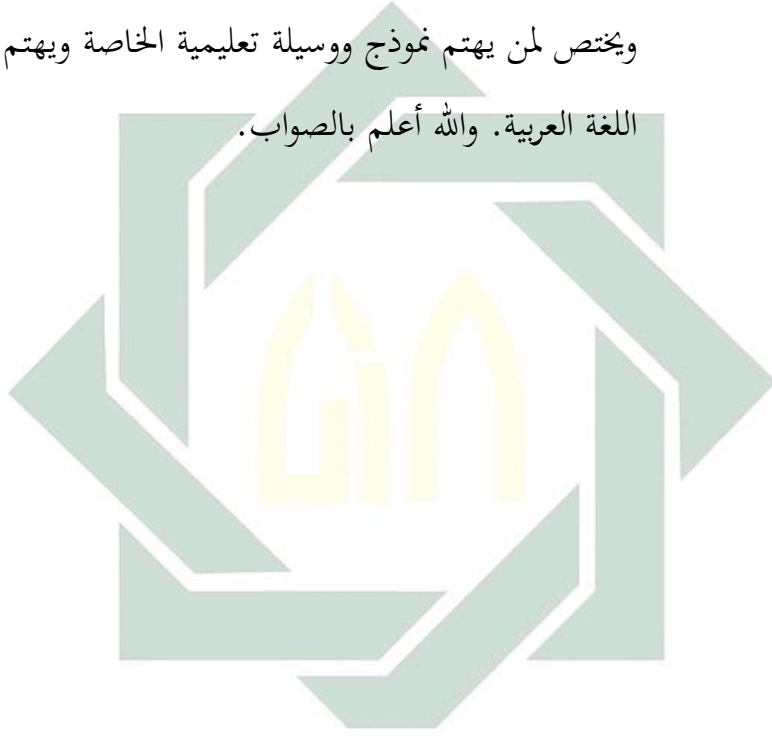 ويختص لمن يهتم نموذج ووسيلة تعليمية الخاصة ويهتم
اللغة العربية. والله أعلم بالصواب.